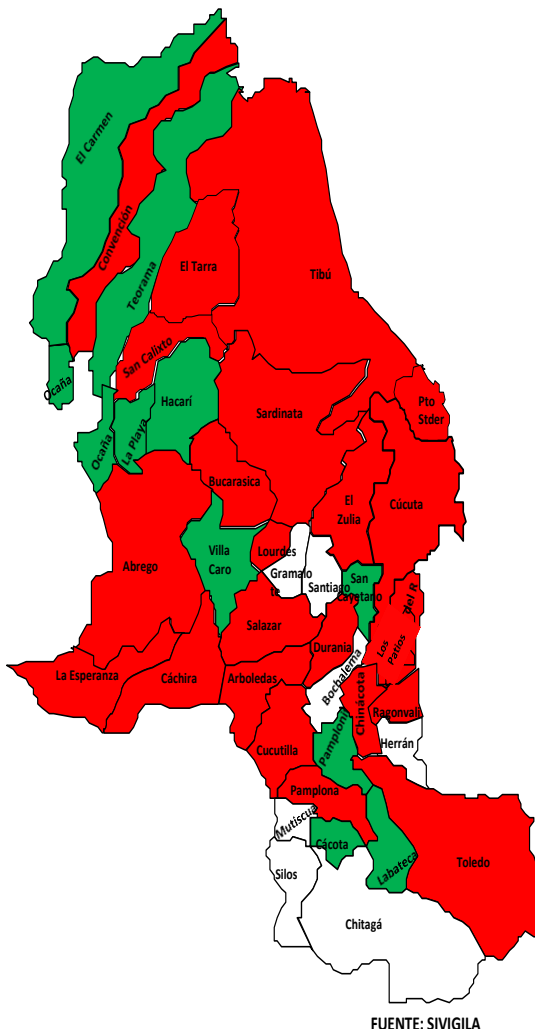 El Carmen
Convención
Teorama
El Tarra
Tibú
San Calixto
Ocaña
Hacarí
La Playa
Ocaña
Sardinata
Pto
Stder
Bucarasica
El
Zulia
Cúcuta
Abrego
Villa
Caro
Lourdes
Gramalo
te
Santiago
San
Cayetano
del R
Los Patios
Salazar
Durania
Bochalema
La Esperanza
Cáchira
Arboledas
Chinácota
Ragonvali
Herrán
Cucutilla
Pamploni
Pamplona
Mutiscua
Cácota
Labateca
Toledo
Silos
Chitagá
FUENTE: SIVIGILA